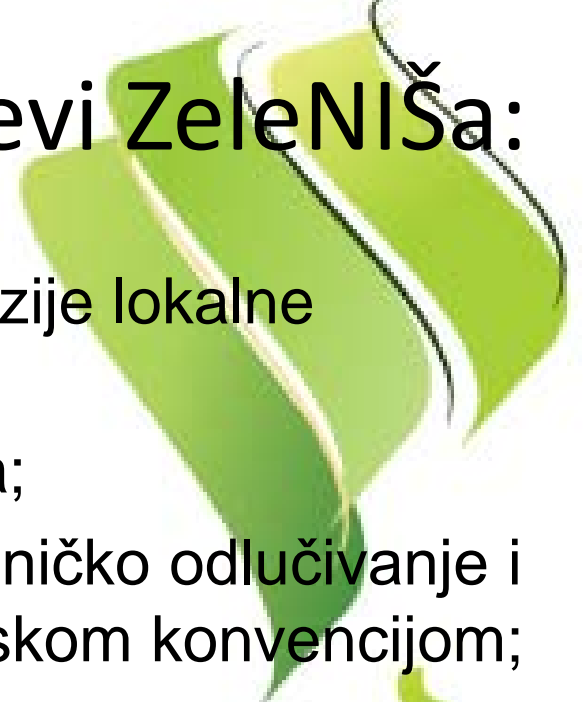 evi ZeleNIŠa:
zije lokalne
a;
ničko odlučivanje i
skom konvencijom;